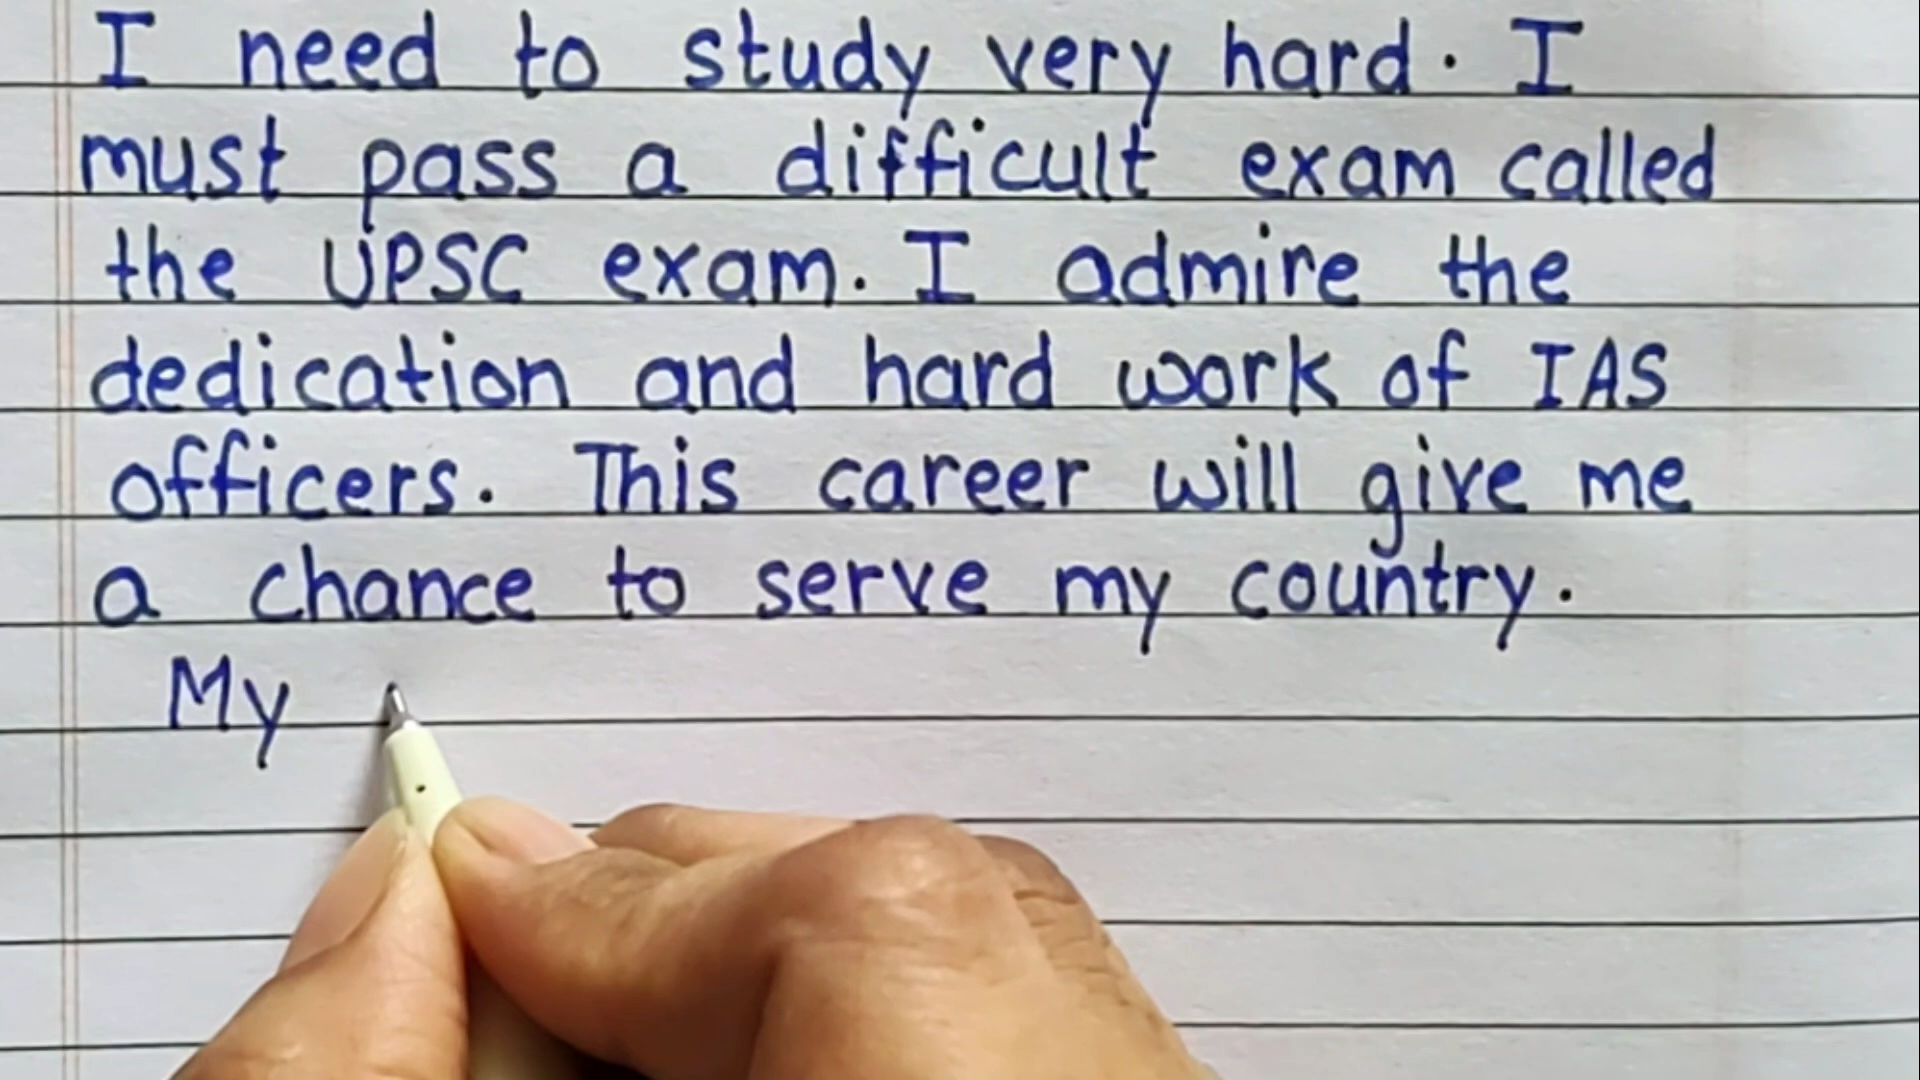 I need to study very hard. I
must pass a difficult exam called
the UPSC exam. I admire the
dedication and hard work of IAS
officers. This career will give me
a chance to serve my country.
My